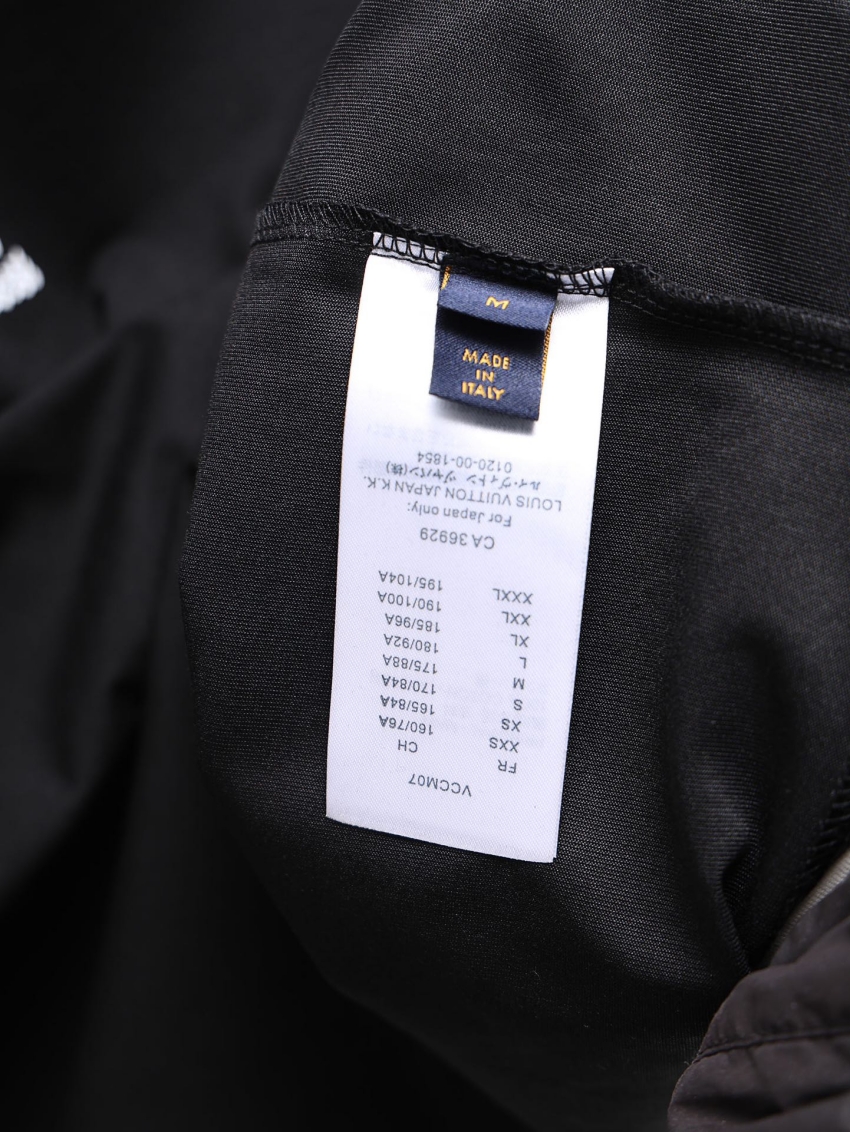 M
MADE
IN
ITALY
VCCM07
FR CH
XXS 160/76A
XS 165/84A
S 170/84A
M 175/88A
L 180/92A
XL 185/96A
XXL 190/100A
XXXL 195/104A
CA 36929
For Japan only:
LOUIS VUITTON JAPAN K.K.
ルイ・ヴィトン ジャパン(株)
0120-00-1854